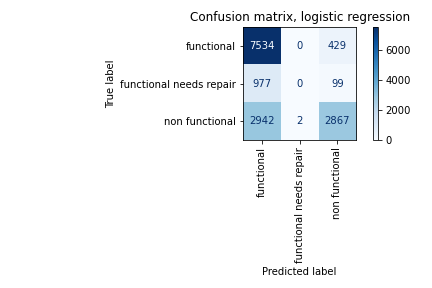 Confusion matrix, logistic regression
functional 7534 0 429
functional needs repair 977 0 99
non functional 2942 2 2867
True label
functional
functional needs repair
non functional
Predicted label
6000
4000
2000
0